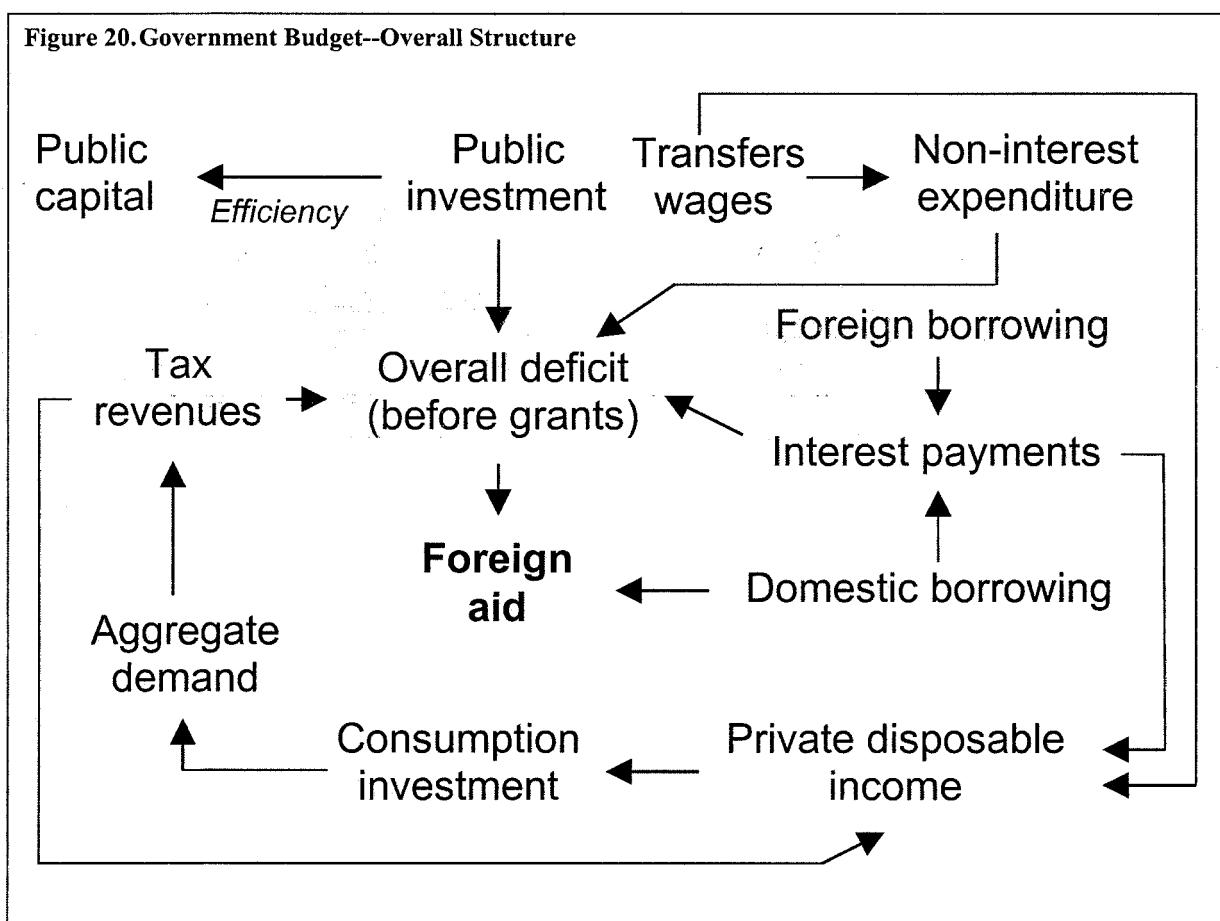 Figure 20. Government Budget--Overall Structure
Public
capital
Efficiency
Public
investment
Transfers
wages
Non-interest
expenditure
Tax
revenues
Overall deficit
(before grants)
Foreign borrowing
Interest payments
Foreign
aid
Domestic borrowing
Aggregate
demand
Consumption
investment
Private disposable
income